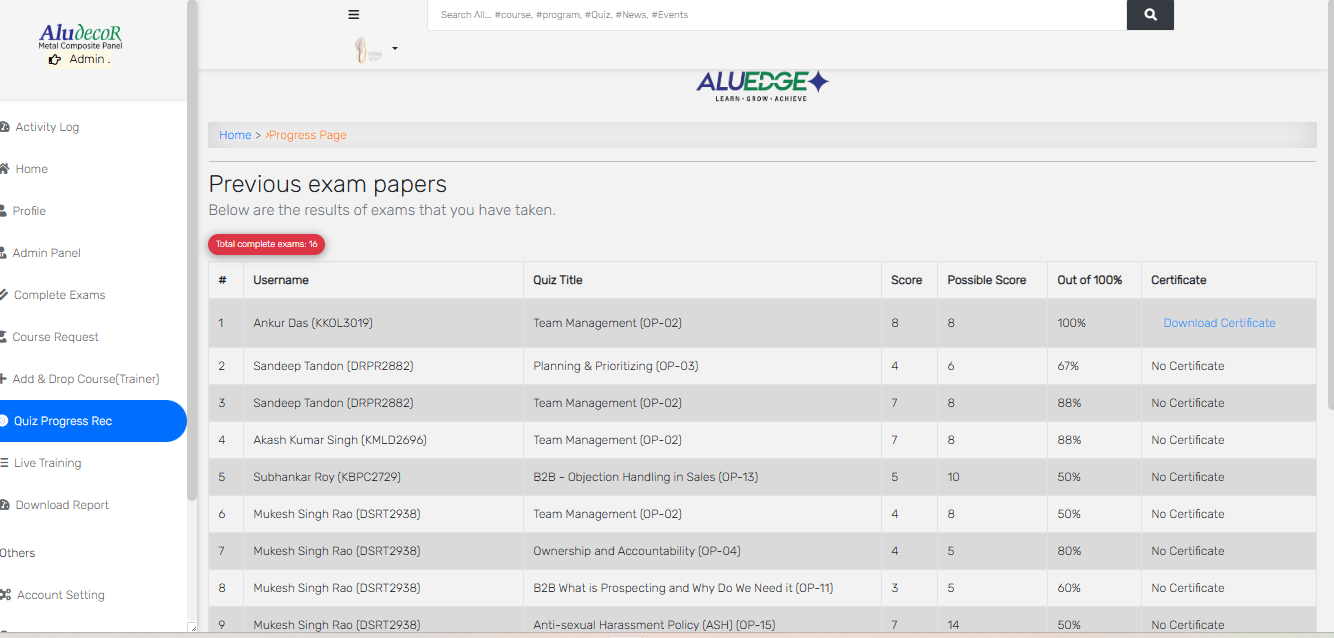 AludecoR
Metal Composite Panel
Admin .
Activity Log
Home
Profile
Admin Panel
Complete Exams
Course Request
Add & Drop Course(Trainer)
Quiz Progress Rec
Live Training
Download Report
Others
Account Setting
Search All... #course, #program, #Quiz, #News, #Events
ALUEDGE
LEARN · GROW · ACHIEVE
Home > Progress Page
Previous exam papers
Below are the results of exams that you have taken.
Total complete exams: 16
# Username Quiz Title Score Possible Score Out of 100% Certificate
1 Ankur Das (KKOL3019) Team Management (OP-02) 8 8 100% Download Certificate
2 Sandeep Tandon (DRPR2882) Planning & Prioritizing (OP-03) 4 6 67% No Certificate
3 Sandeep Tandon (DRPR2882) Team Management (OP-02) 7 8 88% No Certificate
4 Akash Kumar Singh (KMLD2696) Team Management (OP-02) 7 8 88% No Certificate
5 Subhankar Roy (KBPC2729) B2B - Objection Handling in Sales (OP-13) 5 10 50% No Certificate
6 Mukesh Singh Rao (DSRT2938) Team Management (OP-02) 4 8 50% No Certificate
7 Mukesh Singh Rao (DSRT2938) Ownership and Accountability (OP-04) 4 5 80% No Certificate
8 Mukesh Singh Rao (DSRT2938) B2B What is Prospecting and Why Do We Need it (OP-11) 3 5 60% No Certificate
9 Mukesh Singh Rao (DSRT2938) Anti-sexual Harassment Policy (ASH) (OP-15) 7 14 50% No Certificate